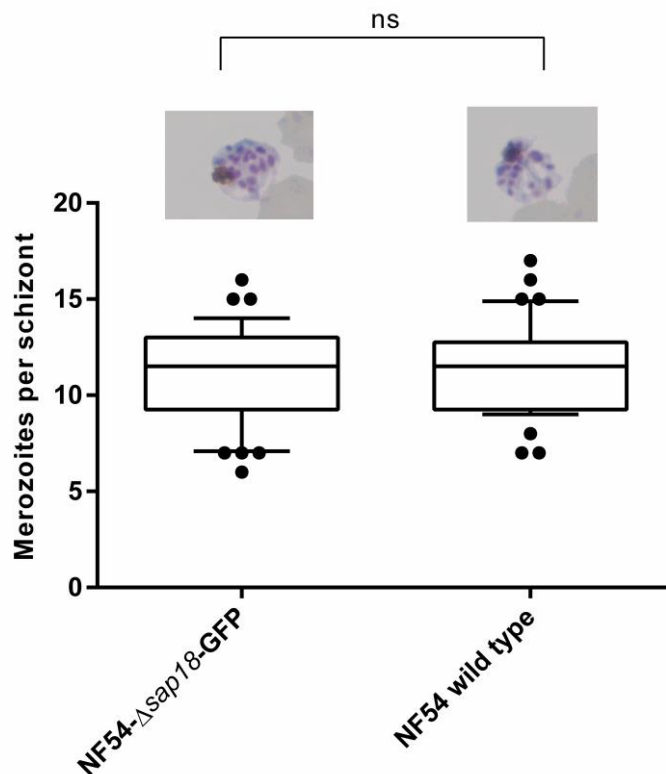 ns
20
15
10
5
0
Merozoites per schizont
NF54-Δsap18-GFP
NF54 wild type